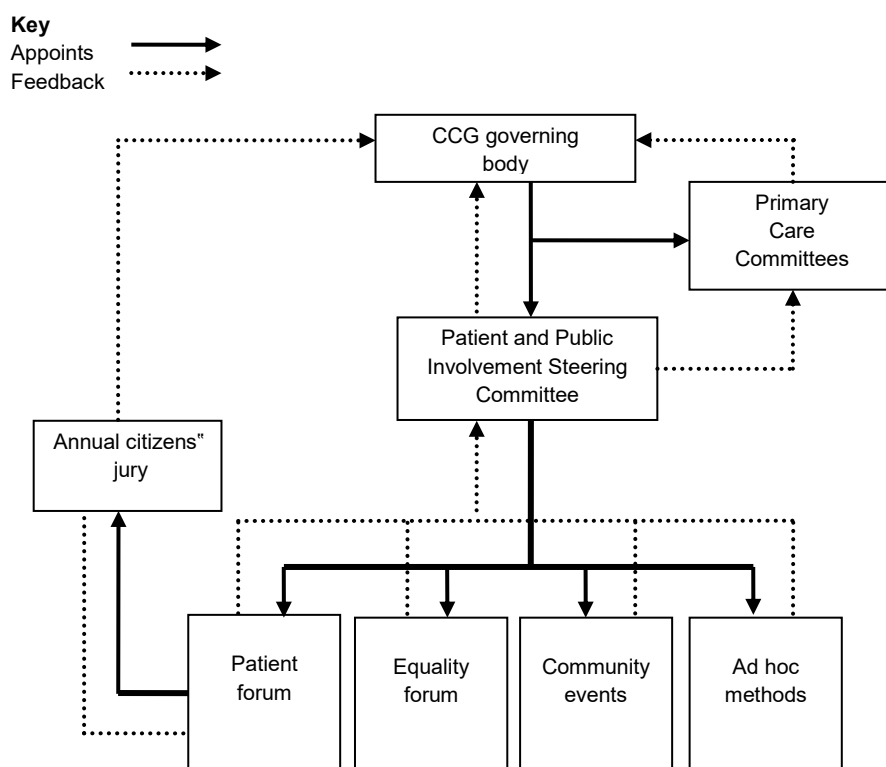 Key
Appoints
Feedback
CCG governing
body
Primary
Care
Committees
Patient and Public
Involvement Steering
Committee
Annual citizens‟
jury
Patient
forum
Equality
forum
Community
events
Ad hoc
methods